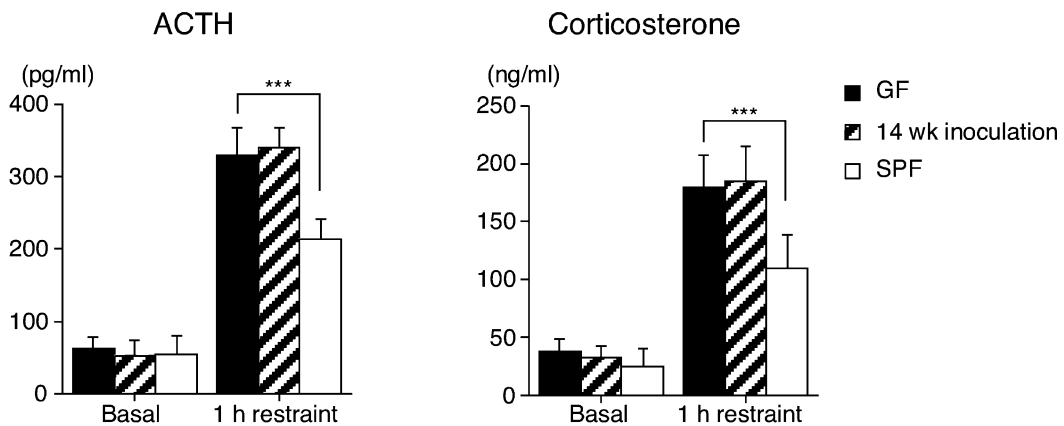 ACTH
(pg/ml)
400
300
200
100
0
***
Basal
1 h restraint
Corticosterone
(ng/ml)
250
200
150
100
50
0
***
Basal
1 h restraint
GF
14 wk inoculation
SPF